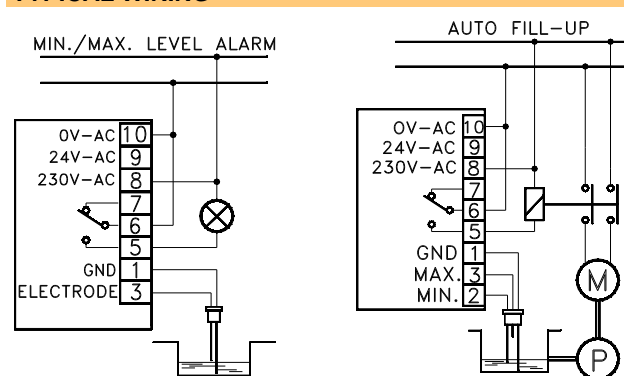 TYPICAL WIRING
MIN./MAX. LEVEL ALARM
0V-AC 10
24V-AC 9
230V-AC 8
7
6
5
GND 1
ELECTRODE 3
AUTO FILL-UP
0V-AC 10
24V-AC 9
230V-AC 8
7
6
5
GND 1
MAX. 3
MIN. 2
M
P